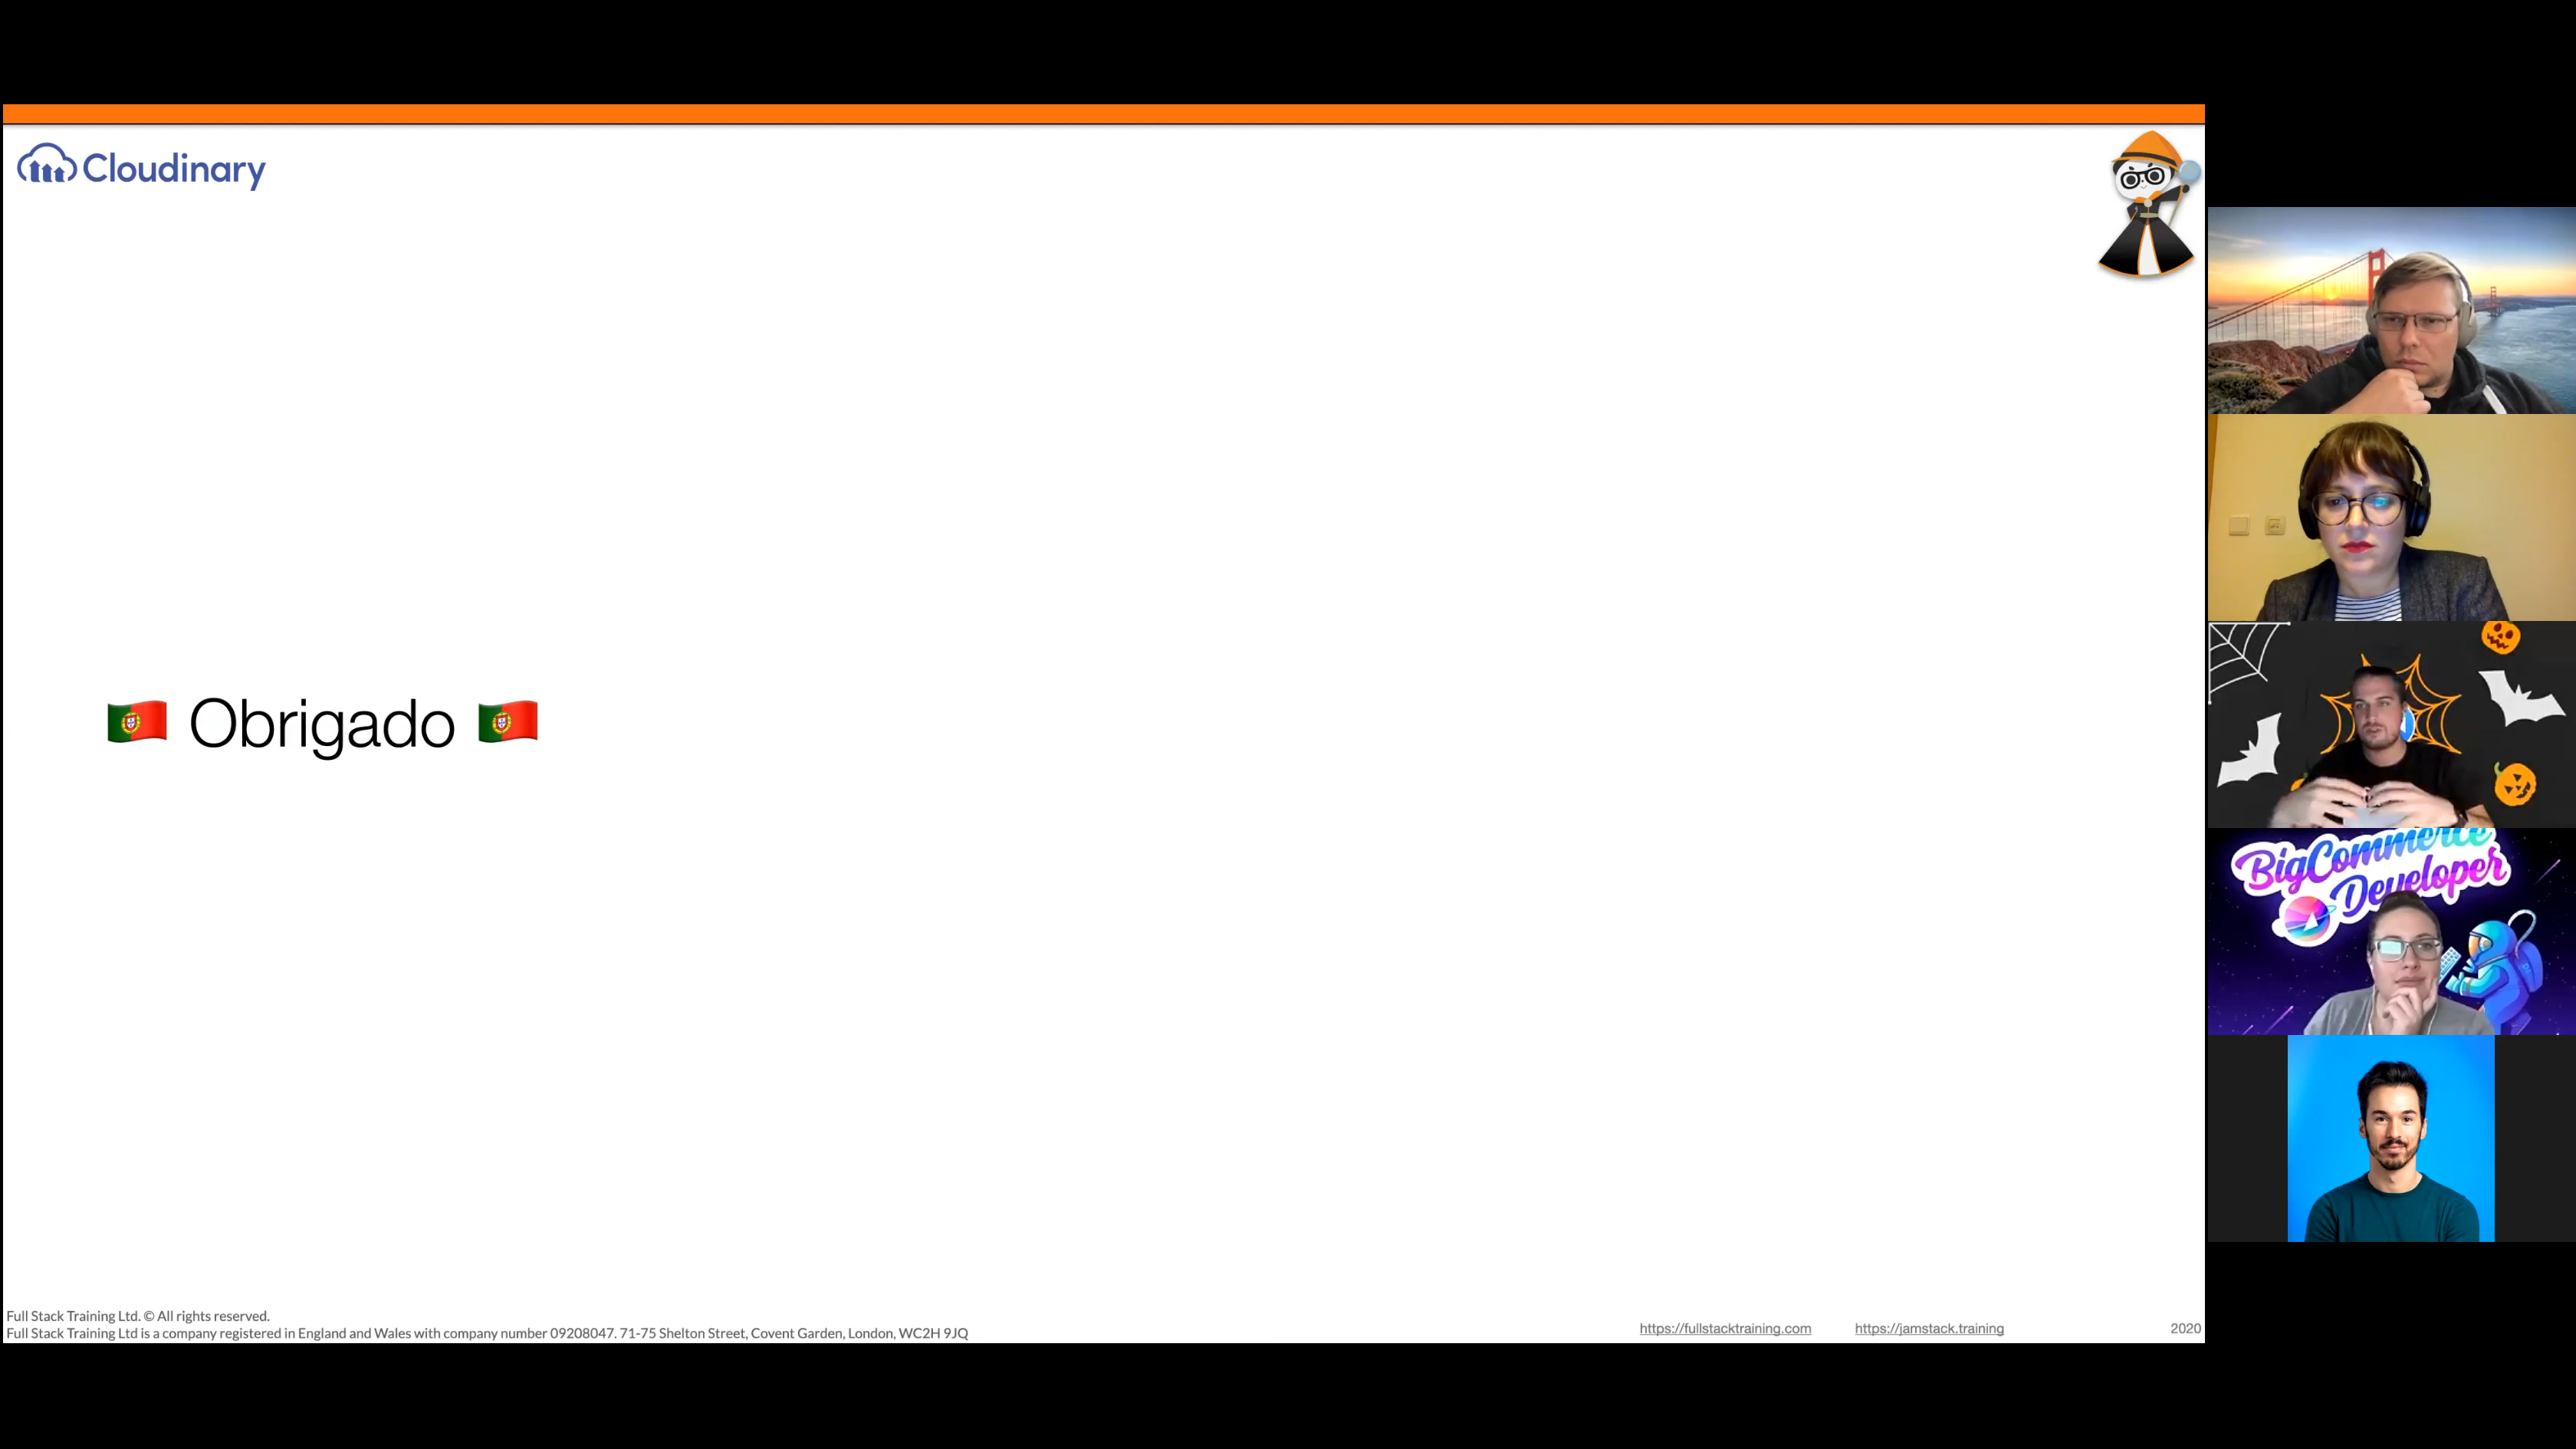 Cloudinary
🇵🇹 Obrigado 🇵🇹
BigCommerce
Developer
Full Stack Training Ltd. © All rights reserved.
Full Stack Training Ltd is a company registered in England and Wales with company number 09208047. 71-75 Shelton Street, Covent Garden, London, WC2H 9JQ
https://fullstacktraining.com
https://jamstack.training
2020